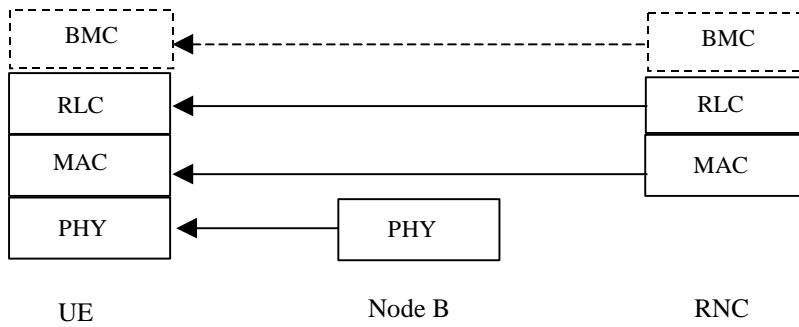 BMC BMC
RLC RLC
MAC MAC
PHY PHY
UE Node B RNC